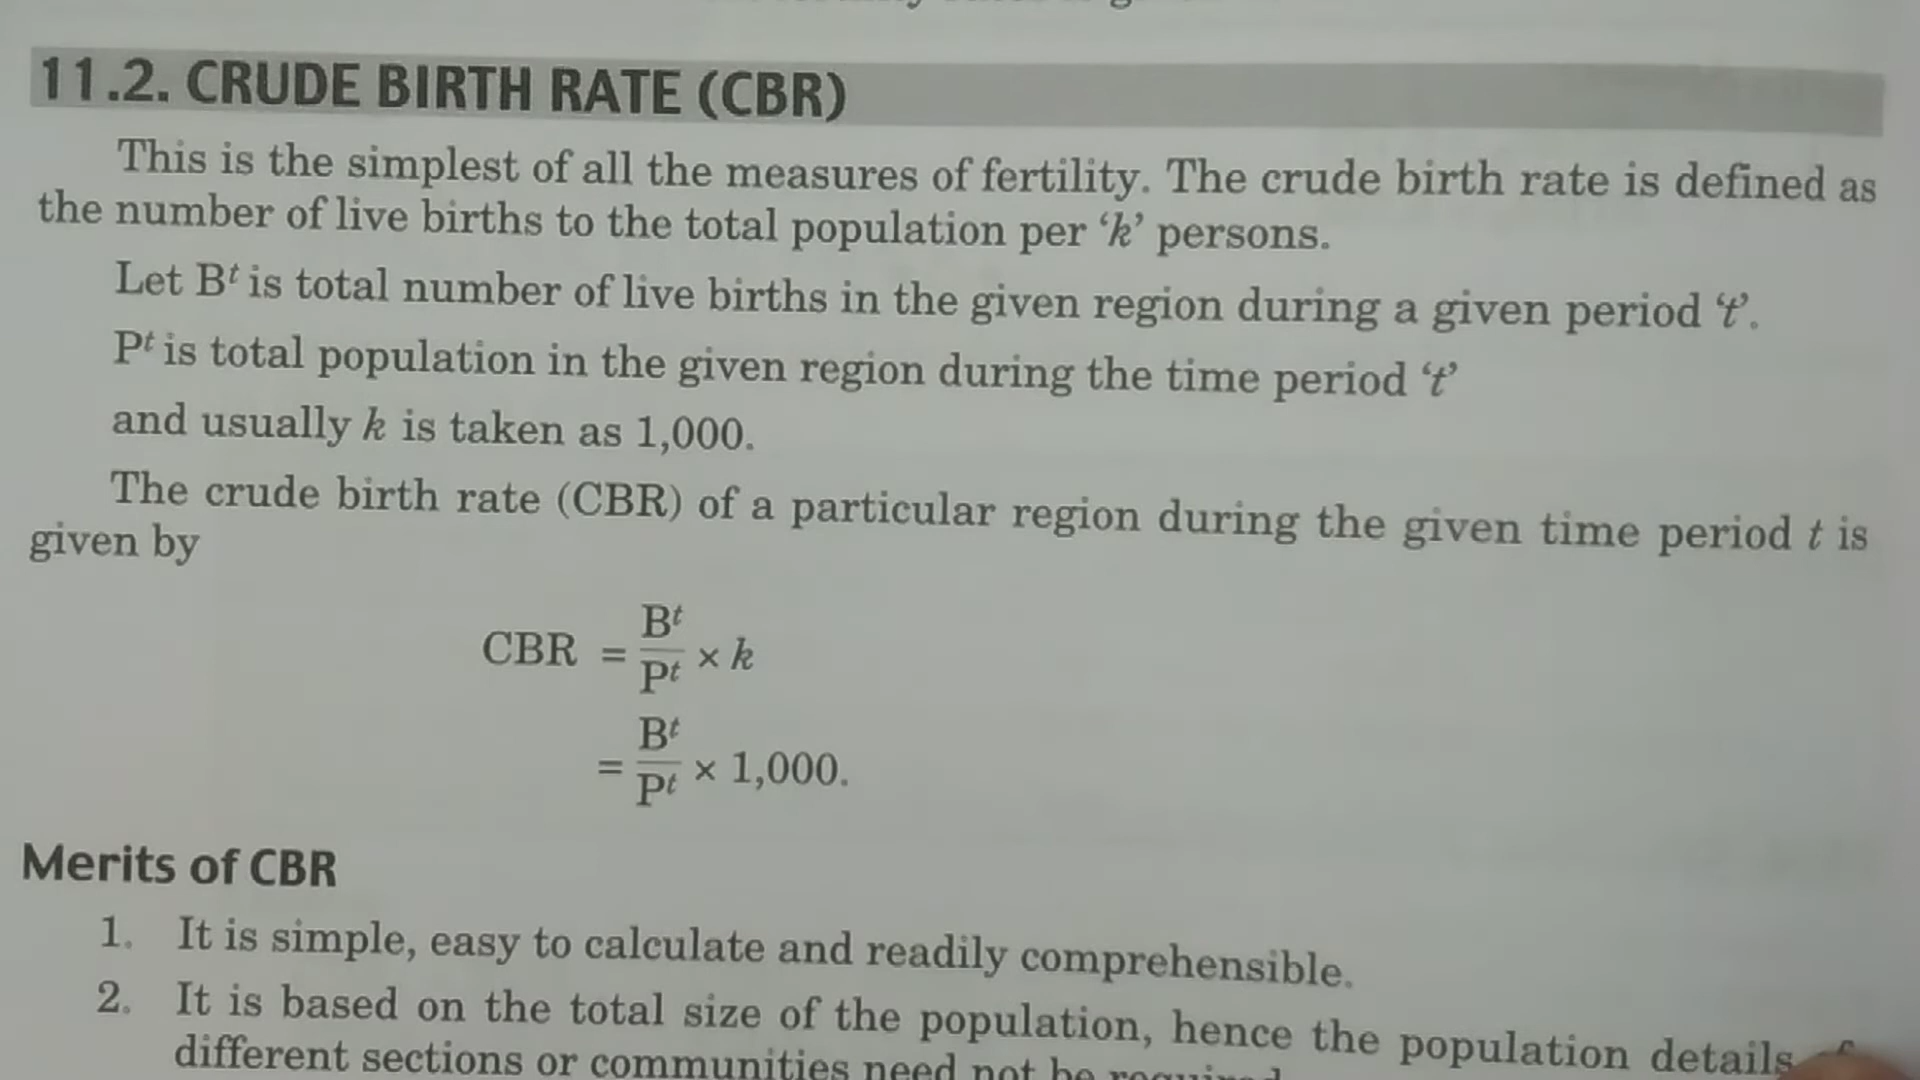 11.2. CRUDE BIRTH RATE (CBR)
This is the simplest of all the measures of fertility. The crude birth rate is defined as
the number of live births to the total population per ‘k’ persons.
Let Bᵗ is total number of live births in the given region during a given period ‘t’.
Pᵗ is total population in the given region during the time period ‘t’
and usually k is taken as 1,000.
The crude birth rate (CBR) of a particular region during the given time period t is
given by
CBR = Bᵗ/Pᵗ × k
= Bᵗ/Pᵗ × 1,000.
Merits of CBR
1. It is simple, easy to calculate and readily comprehensible.
2. It is based on the total size of the population, hence the population details
different sections or communities need not be required